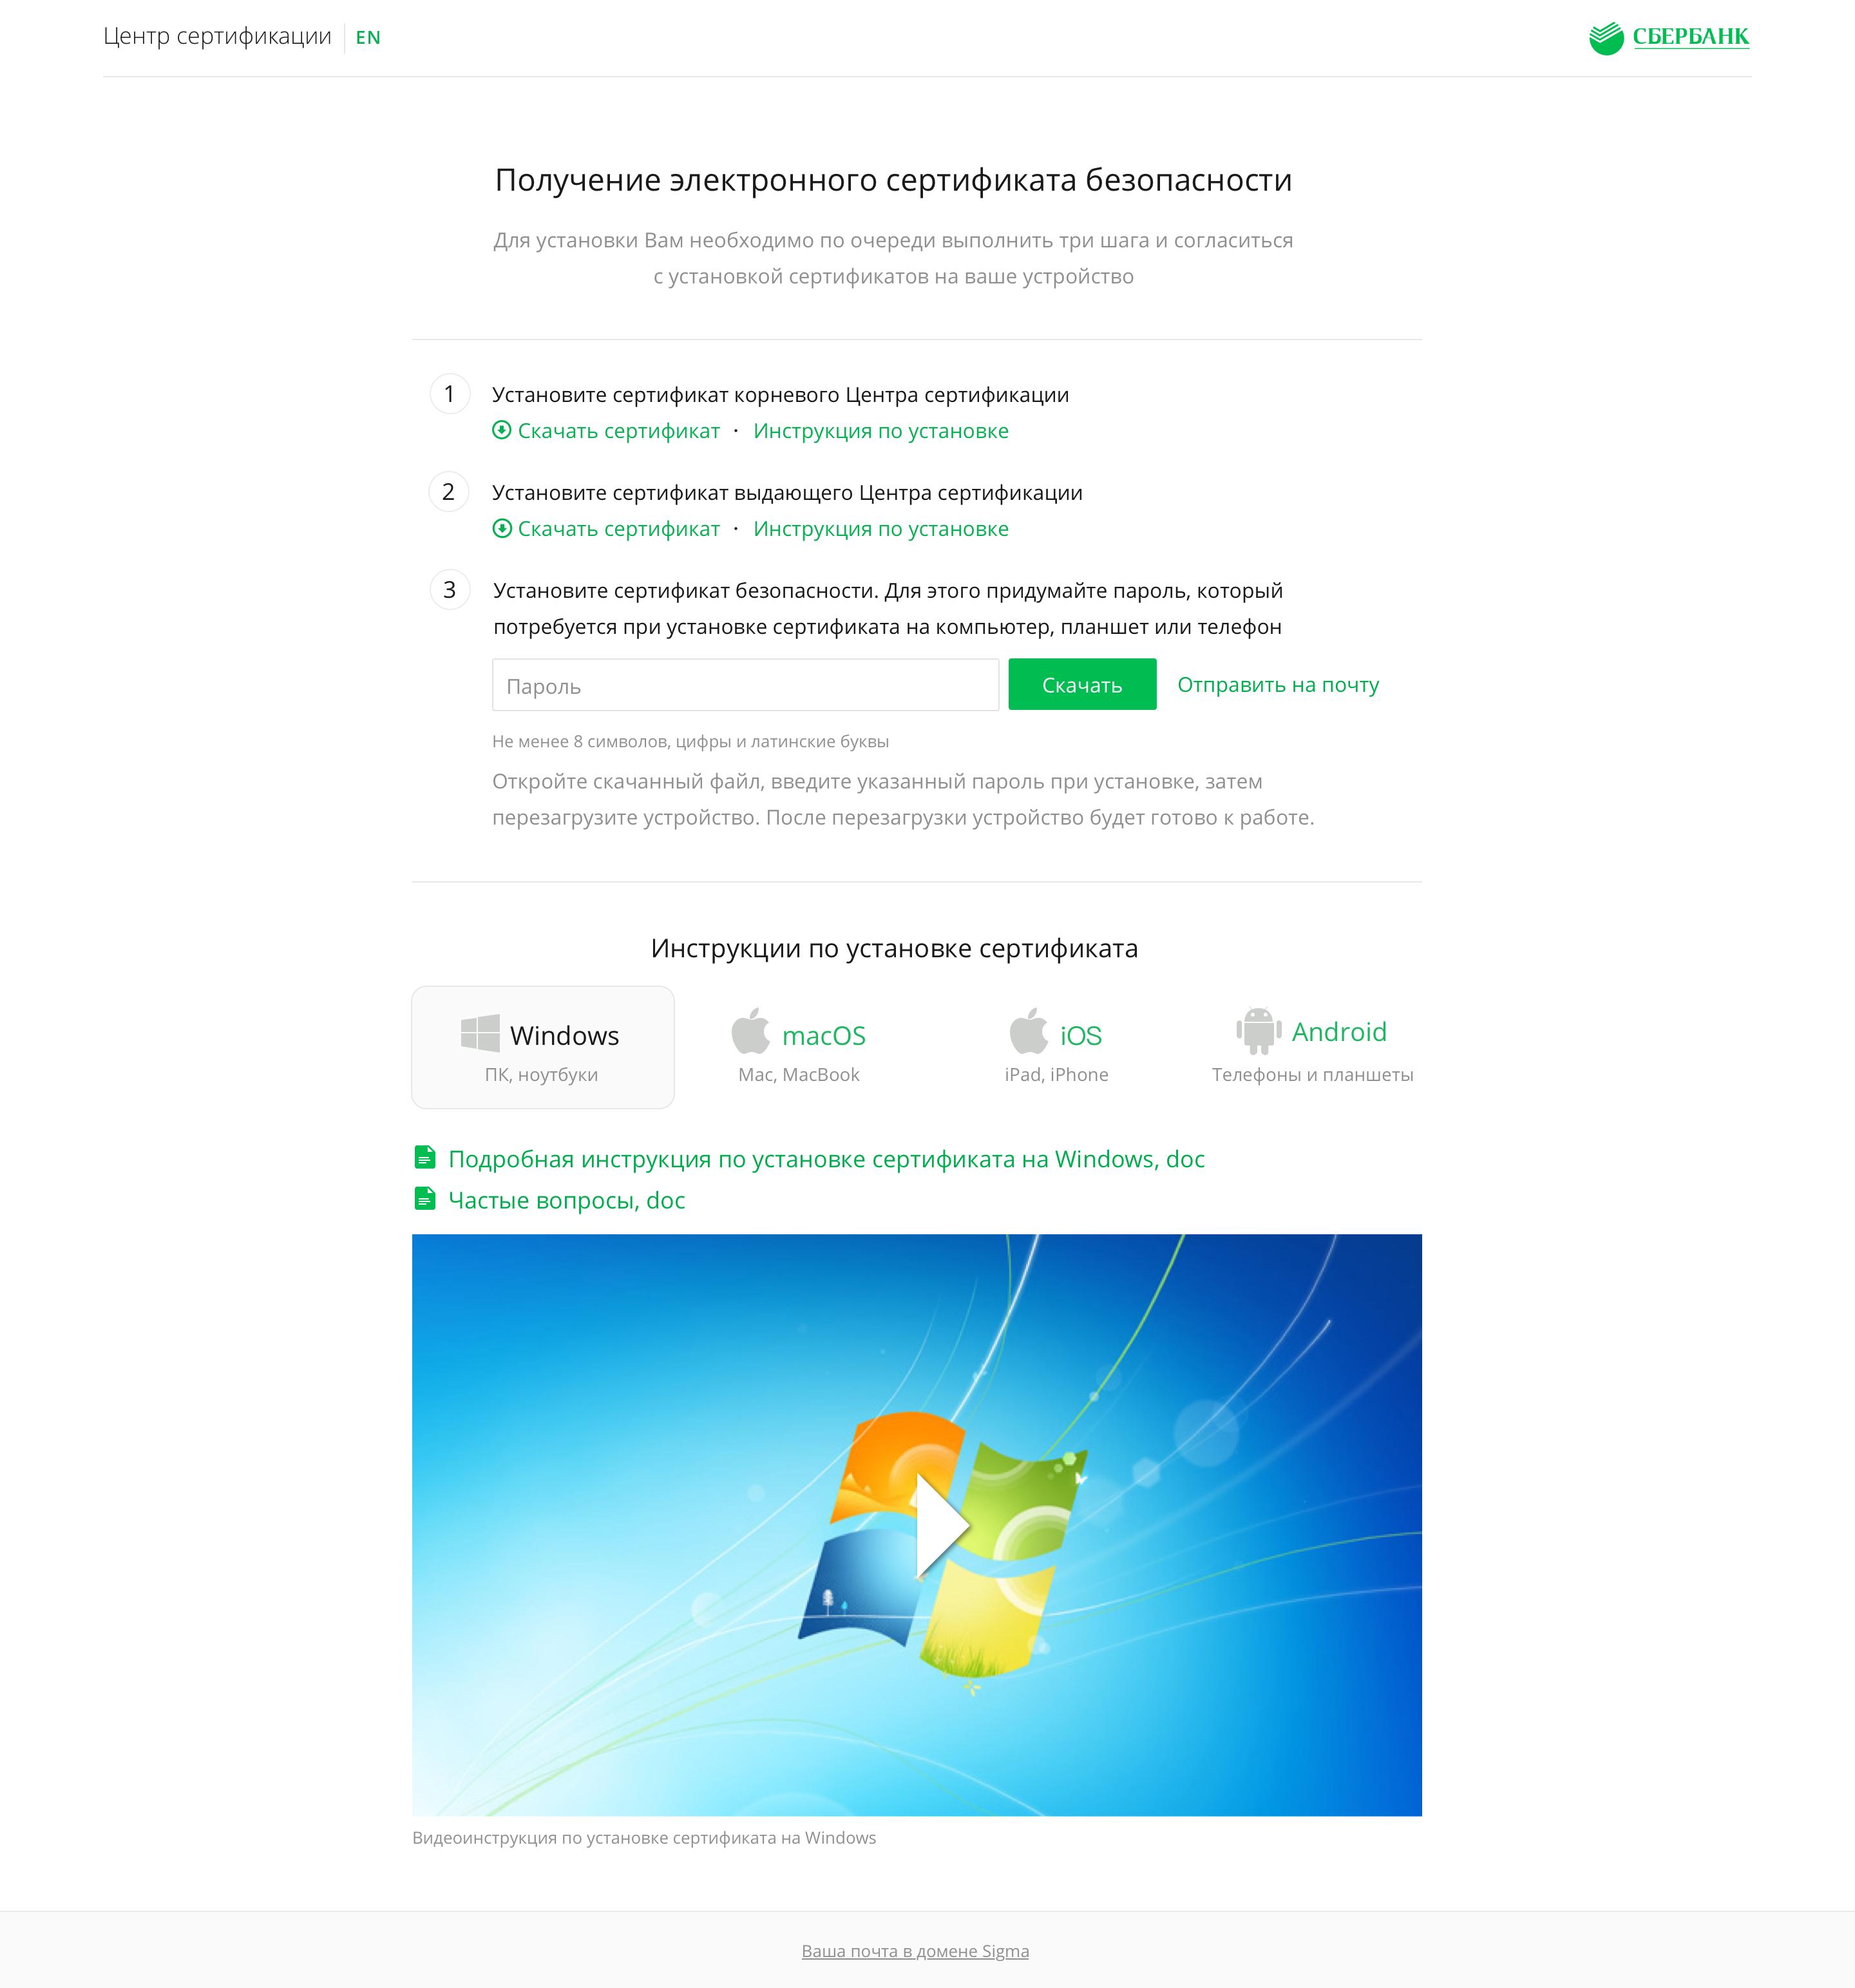 Центр сертификации
EN
СБЕРБАНК
Получение электронного сертификата безопасности
Для установки Вам необходимо по очереди выполнить три шага и согласиться
с установкой сертификатов на ваше устройство
1
Установите сертификат корневого Центра сертификации
Скачать сертификат · Инструкция по установке
2
Установите сертификат выдающего Центра сертификации
Скачать сертификат · Инструкция по установке
3
Установите сертификат безопасности. Для этого придумайте пароль, который
потребуется при установке сертификата на компьютер, планшет или телефон
Пароль
Скачать
Отправить на почту
Не менее 8 символов, цифры и латинские буквы
Откройте скачанный файл, введите указанный пароль при установке, затем
перезагрузите устройство. После перезагрузки устройство будет готово к работе.
Инструкции по установке сертификата
Windows
ПК, ноутбуки
macOS
Mac, MacBook
iOS
iPad, iPhone
Android
Телефоны и планшеты
Подробная инструкция по установке сертификата на Windows, doc
Частые вопросы, doc
Видеоинструкция по установке сертификата на Windows
Ваша почта в домене Sigma